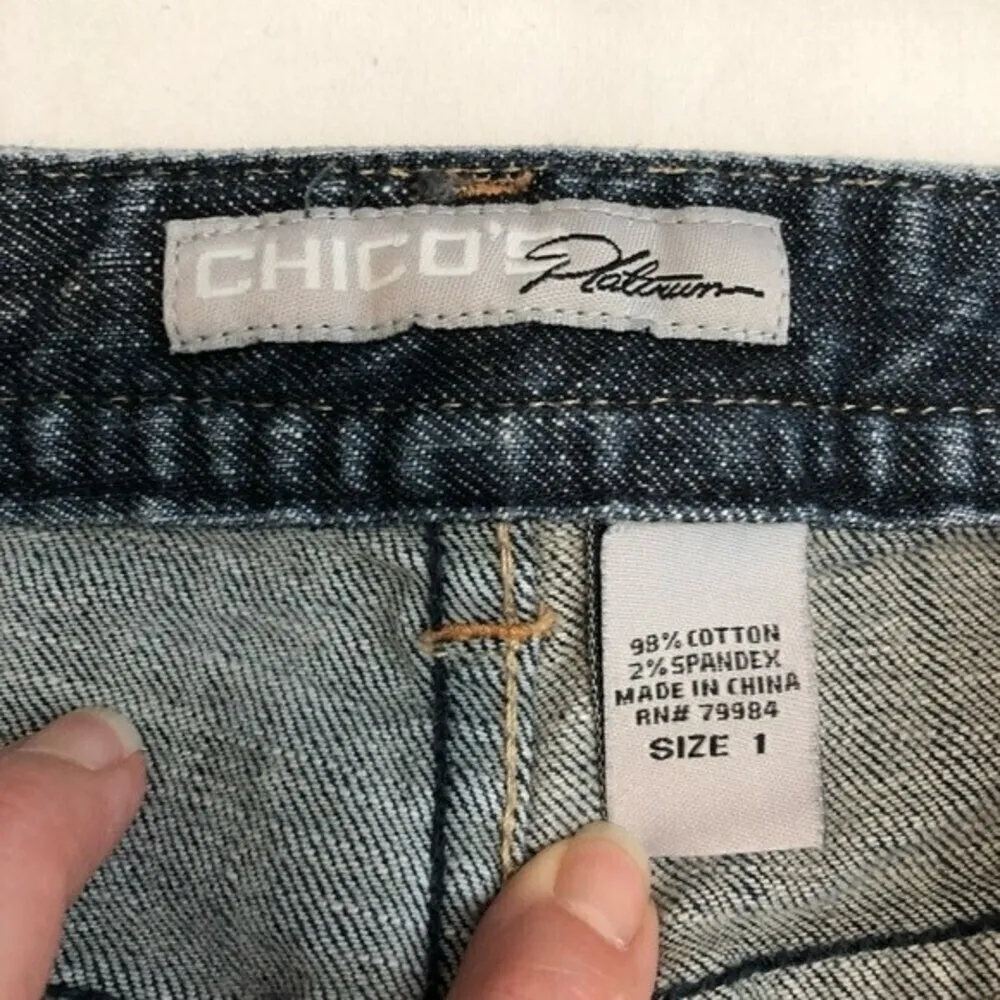 CHICO'S Platinum
98% COTTON
2% SPANDEX
MADE IN CHINA
RN# 79984
SIZE 1